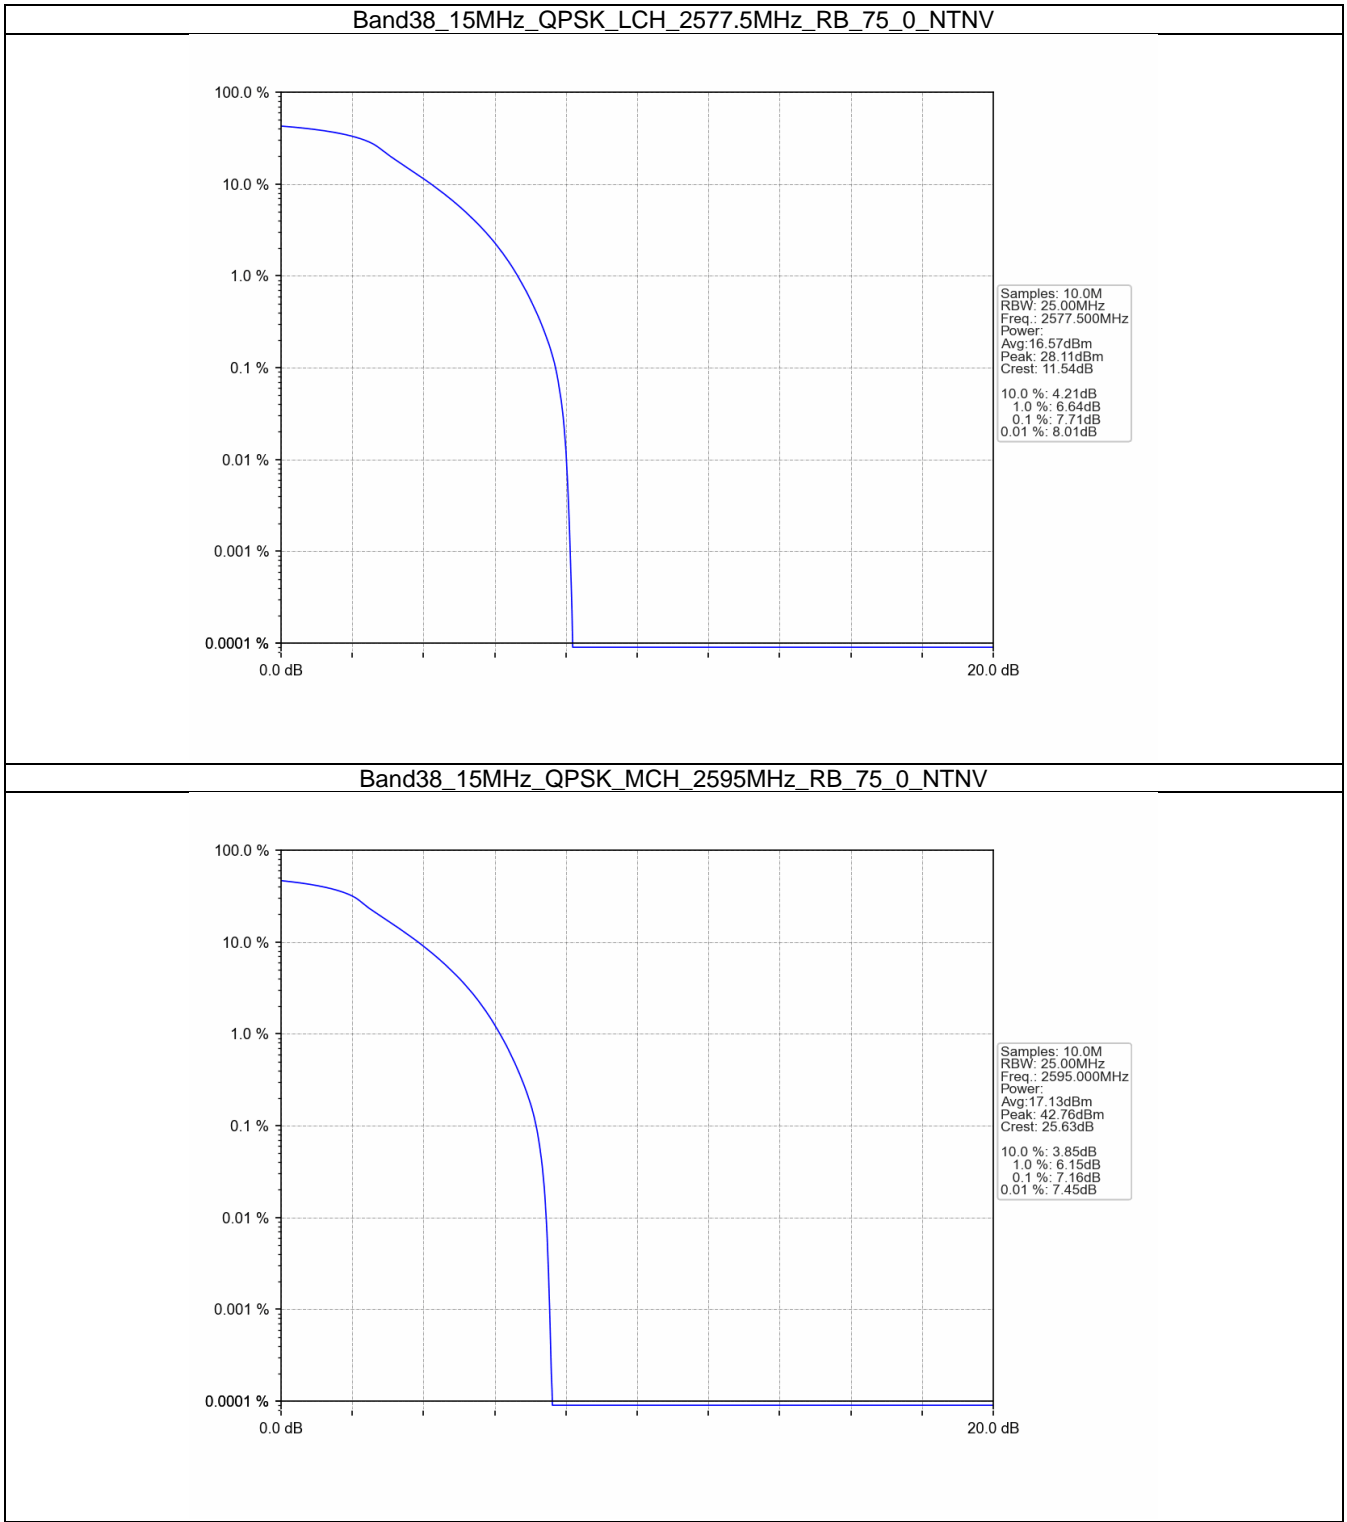 Band38_15MHz_QPSK_LCH_2577.5MHz_RB_75_0_NTNV
100.0 %
10.0 %
1.0 %
0.1 %
0.01 %
0.001 %
0.0001 %
0.0 dB
20.0 dB
Samples: 10.0M
RBW: 25.00MHz
Freq.: 2577.500MHz
Power:
Avg:16.57dBm
Peak: 28.11dBm
Crest: 11.54dB
10.0 %: 4.21dB
1.0 %: 6.64dB
0.1 %: 7.71dB
0.01 %: 8.01dB
Band38_15MHz_QPSK_MCH_2595MHz_RB_75_0_NTNV
100.0 %
10.0 %
1.0 %
0.1 %
0.01 %
0.001 %
0.0001 %
0.0 dB
20.0 dB
Samples: 10.0M
RBW: 25.00MHz
Freq.: 2595.000MHz
Power:
Avg:17.13dBm
Peak: 42.76dBm
Crest: 25.63dB
10.0 %: 3.85dB
1.0 %: 6.15dB
0.1 %: 7.16dB
0.01 %: 7.45dB